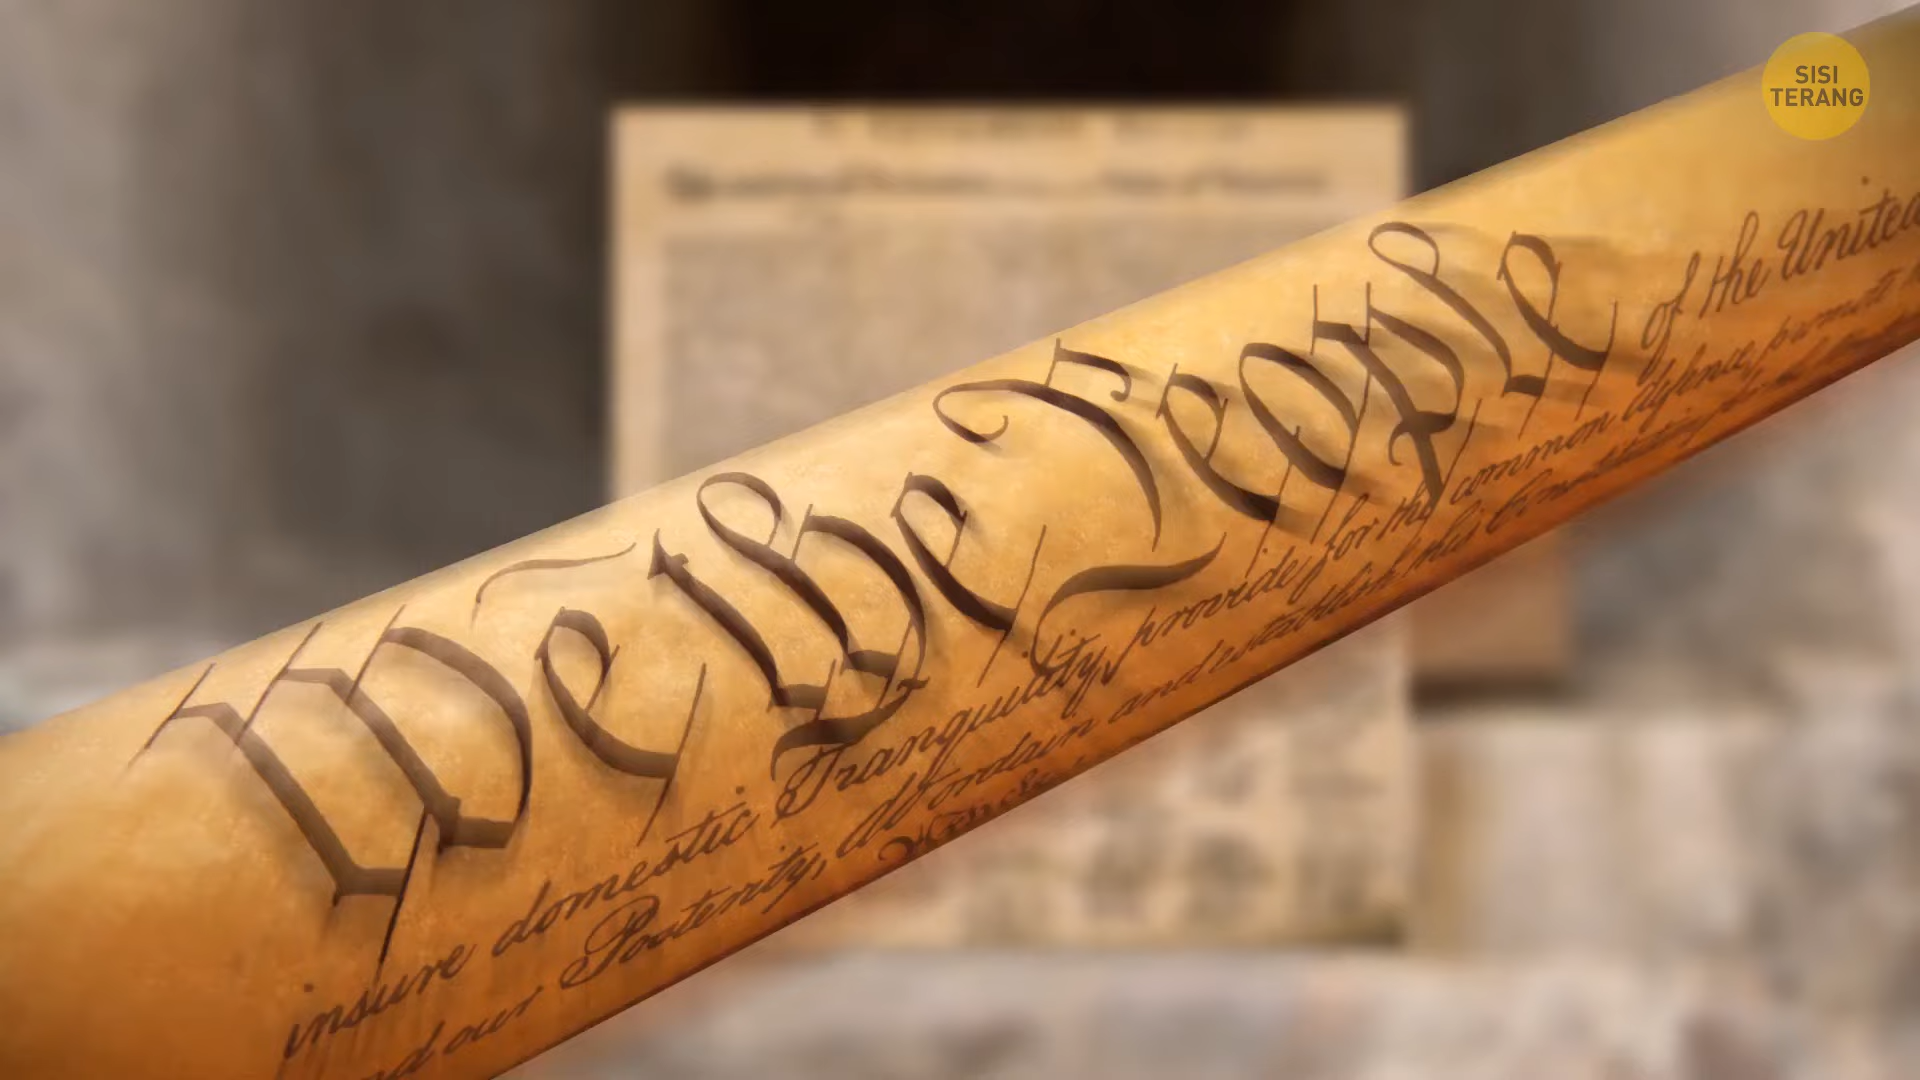 SISI
TERANG
We the People of the United
insure domestic Tranquility, provide for the common defence, promote
and our Posterity, do ordain and establish this Constitution